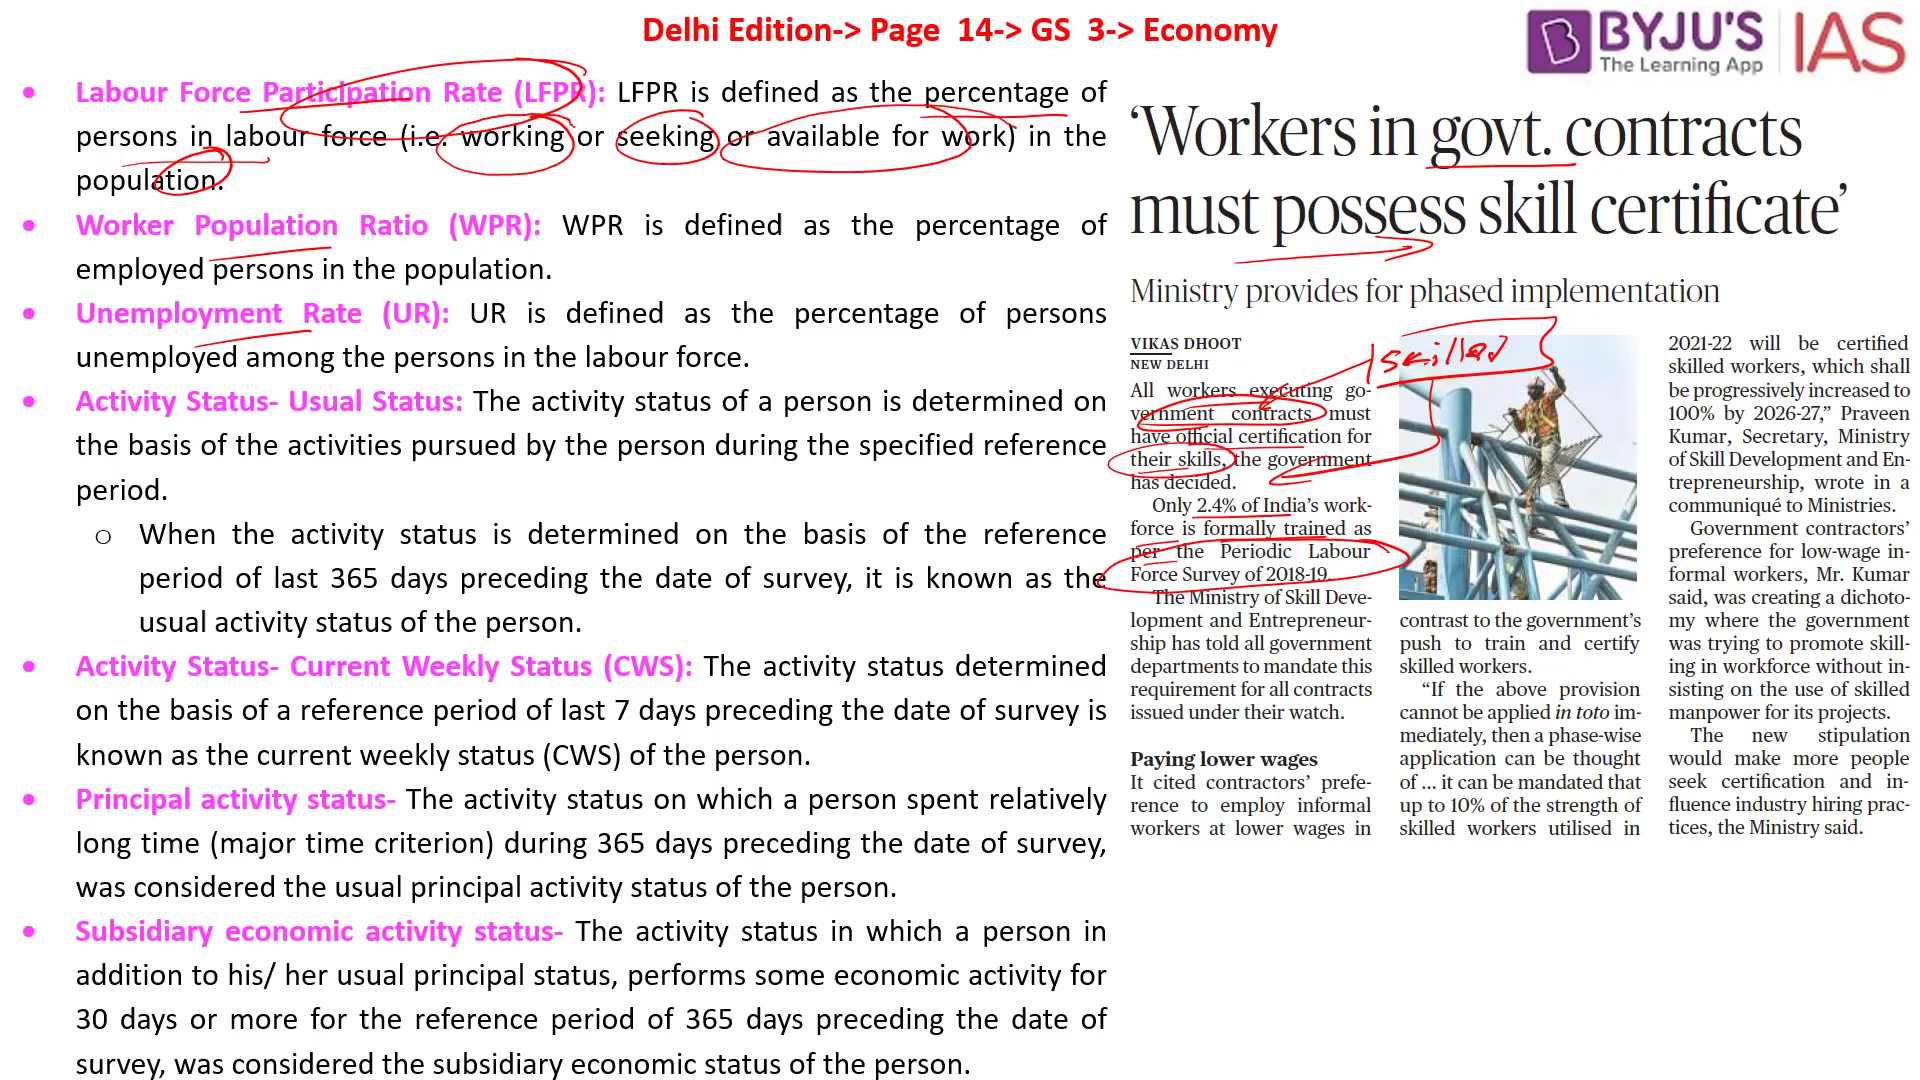 Delhi Edition-> Page 14-> GS 3-> Economy
BYJU'S IAS
The Learning App
• Labour Force Participation Rate (LFPR): LFPR is defined as the percentage of
persons in labour force (i.e. working or seeking or available for work) in the
population.
• Worker Population Ratio (WPR): WPR is defined as the percentage of
employed persons in the population.
• Unemployment Rate (UR): UR is defined as the percentage of persons
unemployed among the persons in the labour force.
• Activity Status- Usual Status: The activity status of a person is determined on
the basis of the activities pursued by the person during the specified reference
period.
o When the activity status is determined on the basis of the reference
period of last 365 days preceding the date of survey, it is known as the
usual activity status of the person.
• Activity Status- Current Weekly Status (CWS): The activity status determined
on the basis of a reference period of last 7 days preceding the date of survey is
known as the current weekly status (CWS) of the person.
• Principal activity status- The activity status on which a person spent relatively
long time (major time criterion) during 365 days preceding the date of survey,
was considered the usual principal activity status of the person.
• Subsidiary economic activity status- The activity status in which a person in
addition to his/ her usual principal status, performs some economic activity for
30 days or more for the reference period of 365 days preceding the date of
survey, was considered the subsidiary economic status of the person.
‘Workers in govt. contracts
must possess skill certificate’
Ministry provides for phased implementation
VIKAS DHOOT
NEW DELHI
All workers executing go-
vernment contracts must
have official certification for
their skills, the government
has decided.
Only 2.4% of India’s work-
force is formally trained as
per the Periodic Labour
Force Survey of 2018-19.
The Ministry of Skill Deve-
lopment and Entrepreneur-
ship has told all government
departments to mandate this
requirement for all contracts
issued under their watch.
Paying lower wages
It cited contractors’ prefe-
rence to employ informal
workers at lower wages in
skilled
contrast to the government’s
push to train and certify
skilled workers.
“If the above provision
cannot be applied in toto im-
mediately, then a phase-wise
application can be thought
of ... it can be mandated that
up to 10% of the strength of
skilled workers utilised in
2021-22 will be certified
skilled workers, which shall
be progressively increased to
100% by 2026-27,” Praveen
Kumar, Secretary, Ministry
of Skill Development and En-
trepreneurship, wrote in a
communiqué to Ministries.
Government contractors’
preference for low-wage in-
formal workers, Mr. Kumar
said, was creating a dichoto-
my where the government
was trying to promote skill-
ing in workforce without in-
sisting on the use of skilled
manpower for its projects.
The new stipulation
would make more people
seek certification and in-
fluence industry hiring prac-
tices, the Ministry said.